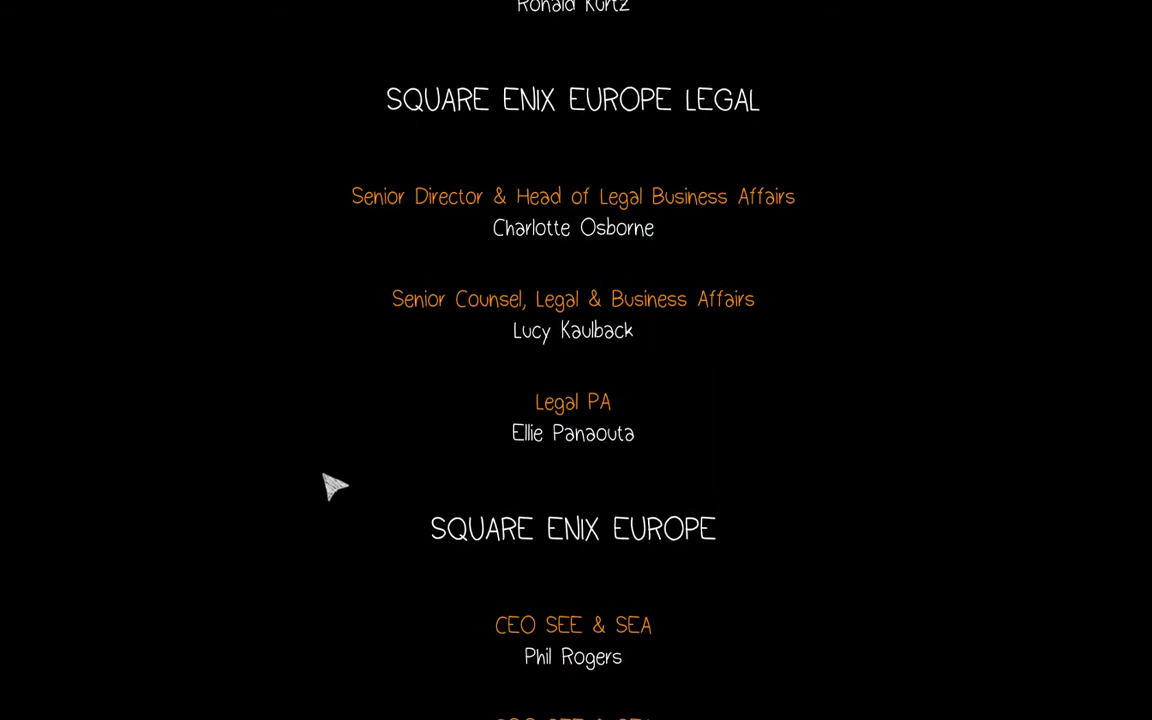 Ronald Kurtz
SQUARE ENIX EUROPE LEGAL
Senior Director & Head of Legal Business Affairs
Charlotte Osborne
Senior Counsel, Legal & Business Affairs
Lucy Kaulback
Legal PA
Ellie Panaouta
SQUARE ENIX EUROPE
CEO SEE & SEA
Phil Rogers